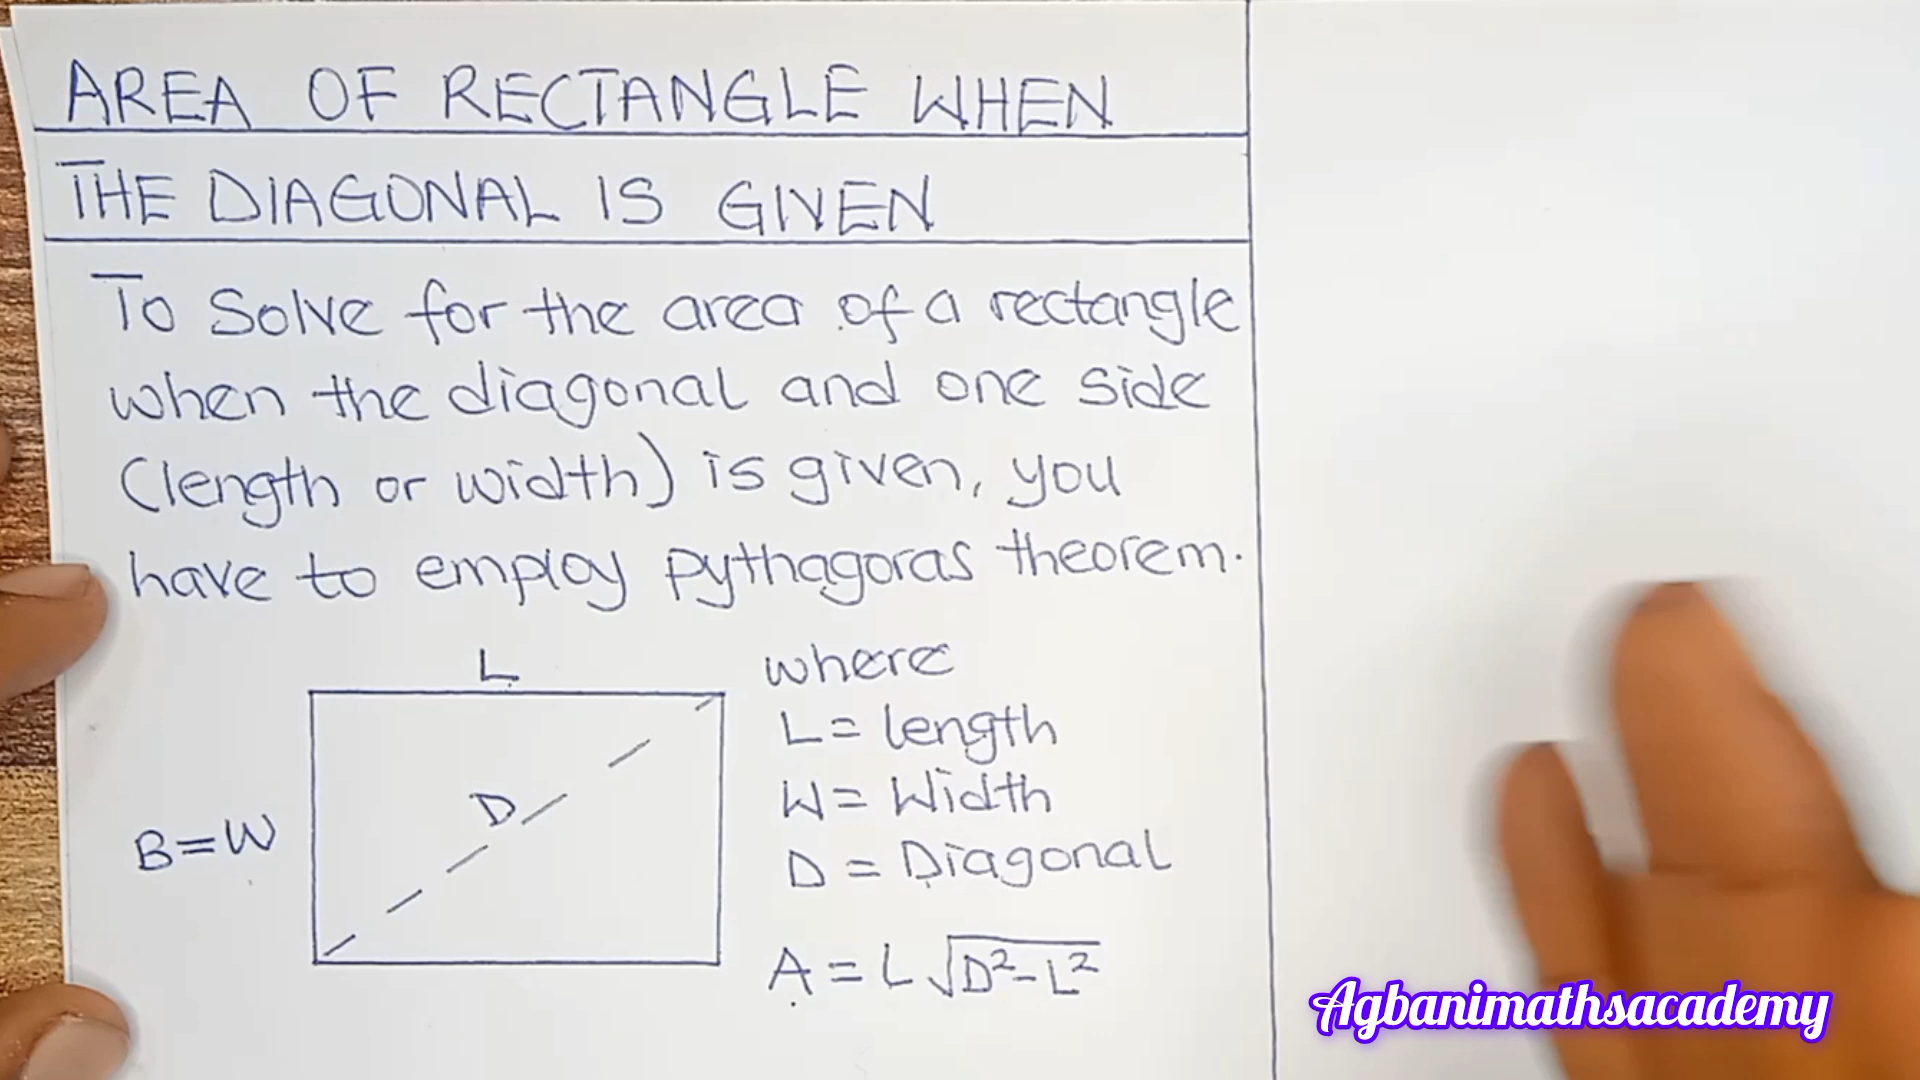 AREA OF RECTANGLE WHEN
THE DIAGONAL IS GIVEN
To Solve for the area of a rectangle
when the diagonal and one side
(length or width) is given, you
have to employ pythagoras theorem.
L
B=W
D
where
L= length
W= Width
D = Diagonal
A = L√D²-L²
Agbanimathsacademy